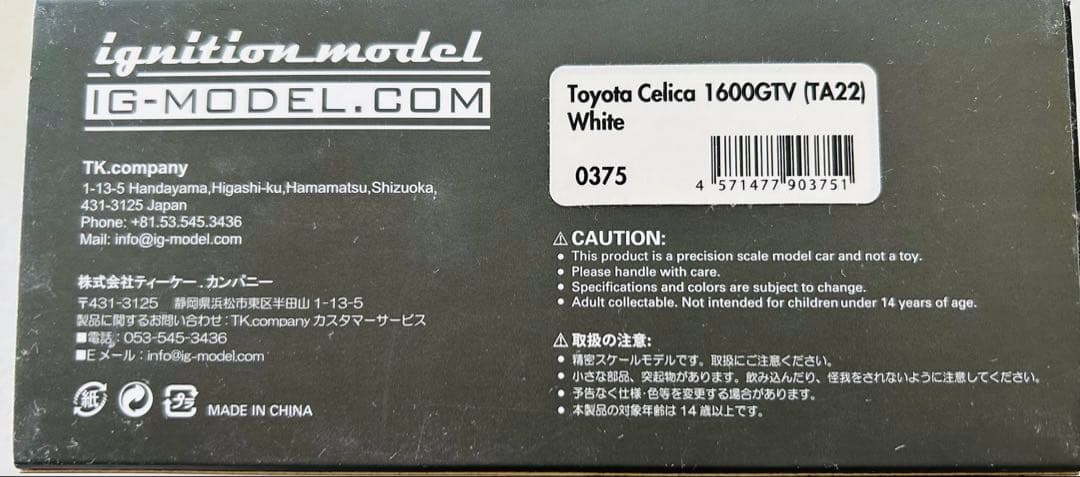 ignition model
IG-MODEL.COM
TK.company
1-13-5 Handayama,Higashi-ku,Hamamatsu,Shizuoka,
431-3125 Japan
Phone: +81.53.545.3436
Mail: info@ig-model.com
株式会社ティーケー．カンパニー
〒431-3125　静岡県浜松市東区半田山1-13-5
製品に関するお問い合わせ：TK.company カスタマーサービス
■電話：053-545-3436
■Eメール：info@ig-model.com
紙
プラ
MADE IN CHINA
Toyota Celica 1600GTV (TA22)
White
0375
4 571477 903751
⚠ CAUTION:
• This product is a precision scale model car and not a toy.
• Please handle with care.
• Specifications and colors are subject to change.
• Adult collectable. Not intended for children under 14 years of age.
⚠ 取扱の注意:
• 精密スケールモデルです。取扱にご注意ください。
• 小さな部品、突起物があります。飲み込んだり、怪我をされないように注意してください。
• 予告なく仕様・色等を変更する場合があります。
• 本製品の対象年齢は14歳以上です。